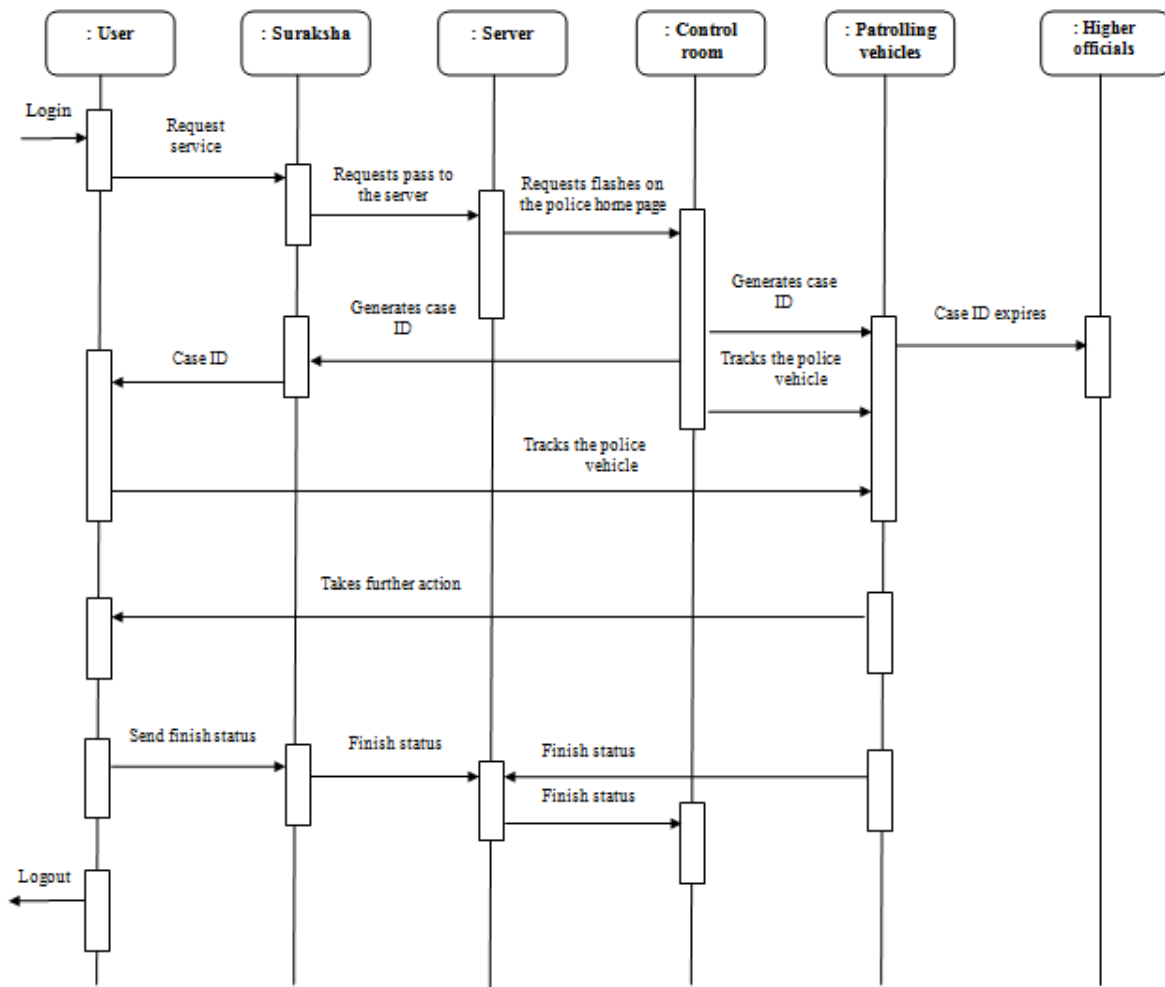 : User
: Suraksha
: Server
: Control
room
: Patrolling
vehicles
: Higher
officials
Login
Request
service
Requests pass to
the server
Requests flashes on
the police home page
Generates case
ID
Generates case
ID
Case ID expires
Case ID
Tracks the police
vehicle
Tracks the police
vehicle
Takes further action
Send finish status
Finish status
Finish status
Finish status
Logout